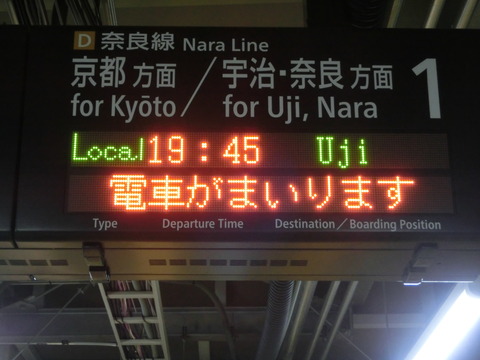 D 奈良線 Nara Line
京都方面／宇治・奈良方面 1
for Kyōto／for Uji, Nara
Local 19:45 Uji
電車がまいります
Type Departure Time Destination／Boarding Position